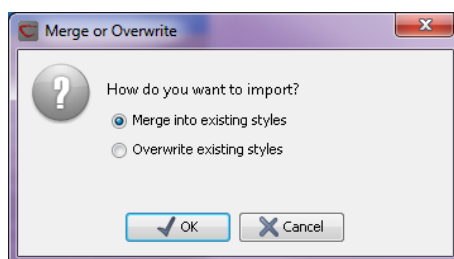 Merge or Overwrite
How do you want to import?
Merge into existing styles
Overwrite existing styles
OK
Cancel